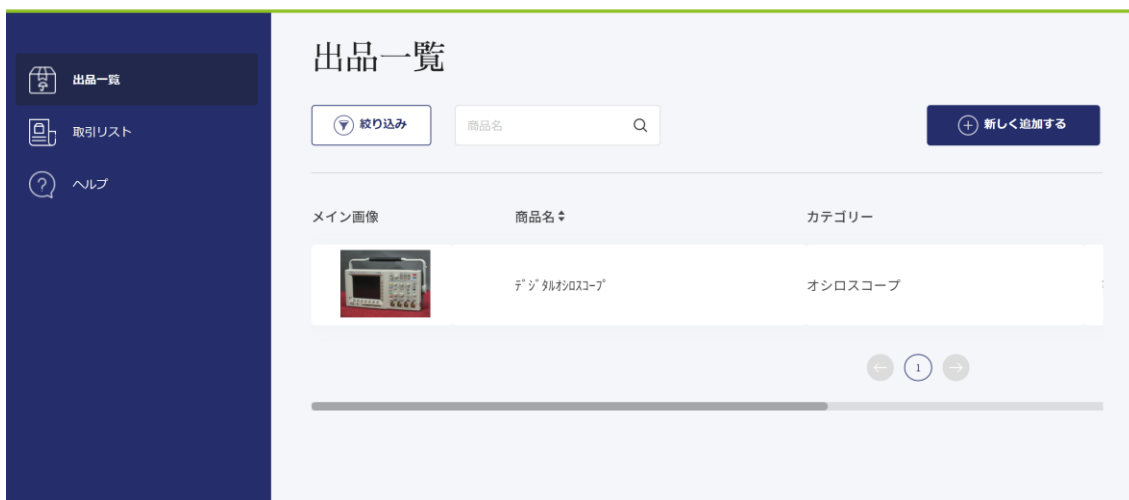 出品一覧
取引リスト
ヘルプ
出品一覧
絞り込み
商品名
新しく追加する
メイン画像 商品名 カテゴリー
ﾃﾞｼﾞﾀﾙｵｼﾛｽｺｰﾌﾟ オシロスコープ
1